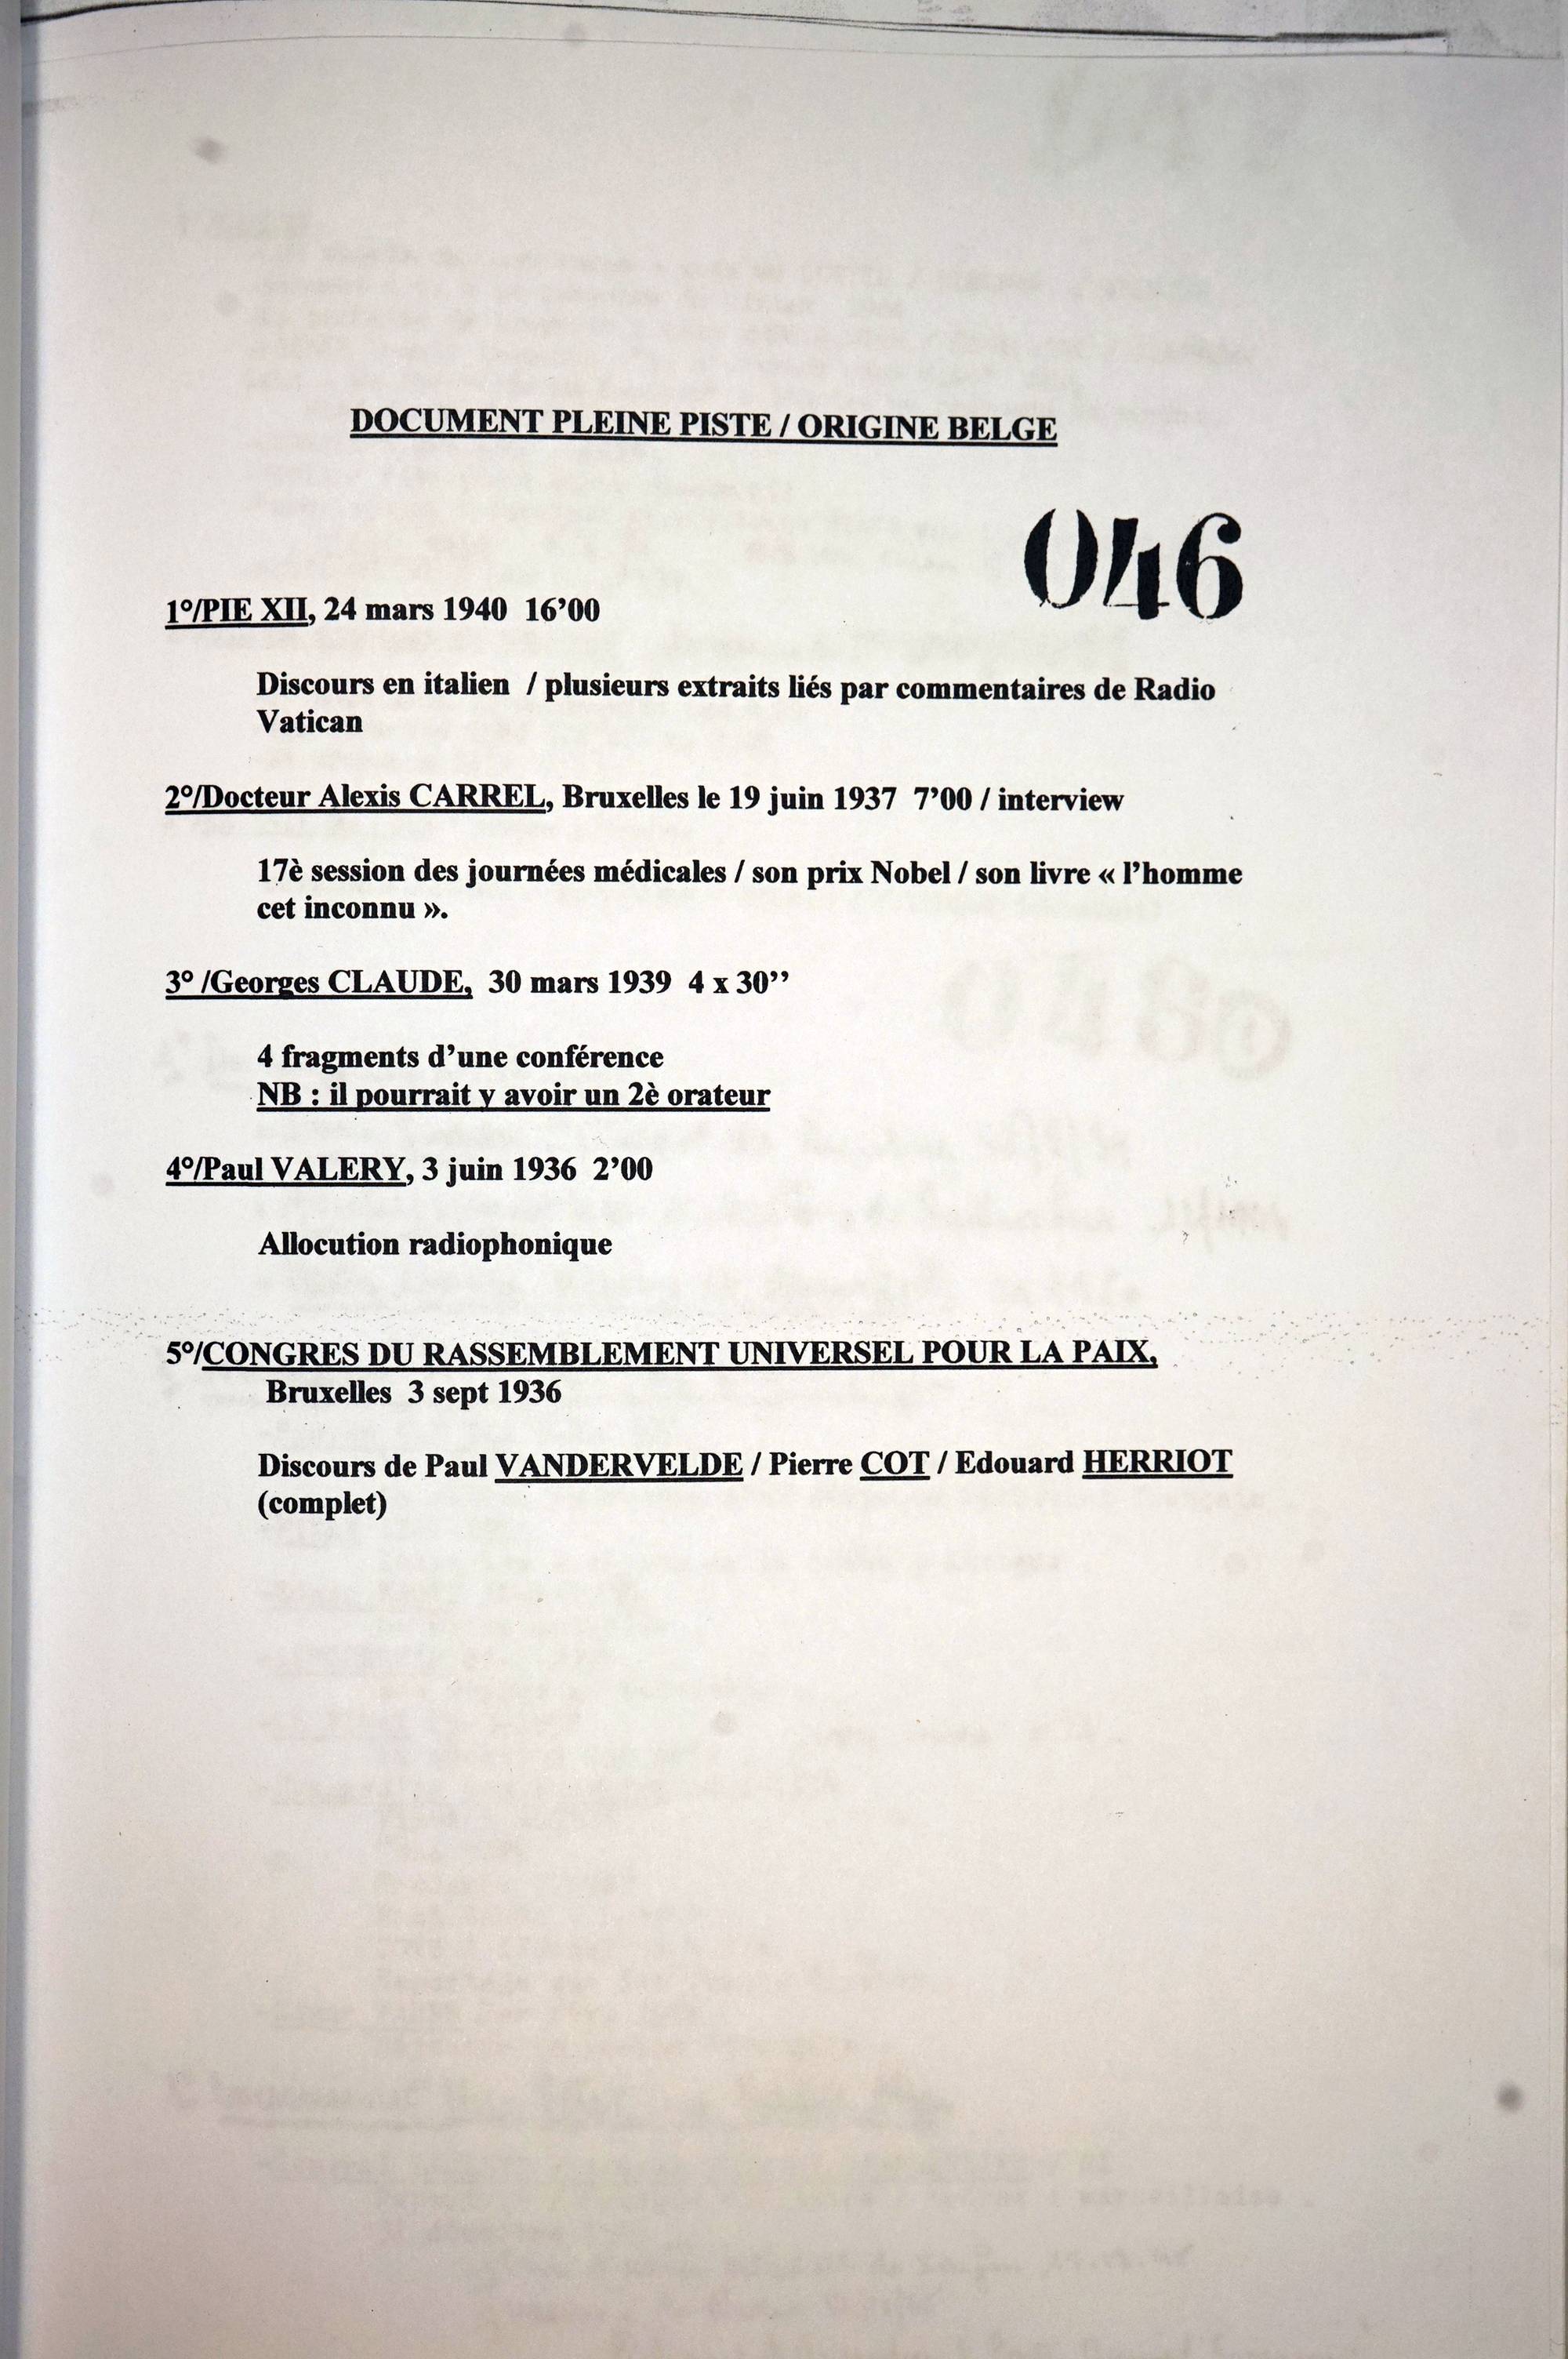 DOCUMENT PLEINE PISTE / ORIGINE BELGE
046
1°/PIE XII, 24 mars 1940 16’00
Discours en italien / plusieurs extraits liés par commentaires de Radio
Vatican
2°/Docteur Alexis CARREL, Bruxelles le 19 juin 1937 7’00 / interview
17è session des journées médicales / son prix Nobel / son livre « l’homme
cet inconnu ».
3° /Georges CLAUDE, 30 mars 1939 4 x 30’’
4 fragments d’une conférence
NB : il pourrait y avoir un 2è orateur
4°/Paul VALERY, 3 juin 1936 2’00
Allocution radiophonique
5°/CONGRES DU RASSEMBLEMENT UNIVERSEL POUR LA PAIX,
Bruxelles 3 sept 1936
Discours de Paul VANDERVELDE / Pierre COT / Edouard HERRIOT
(complet)